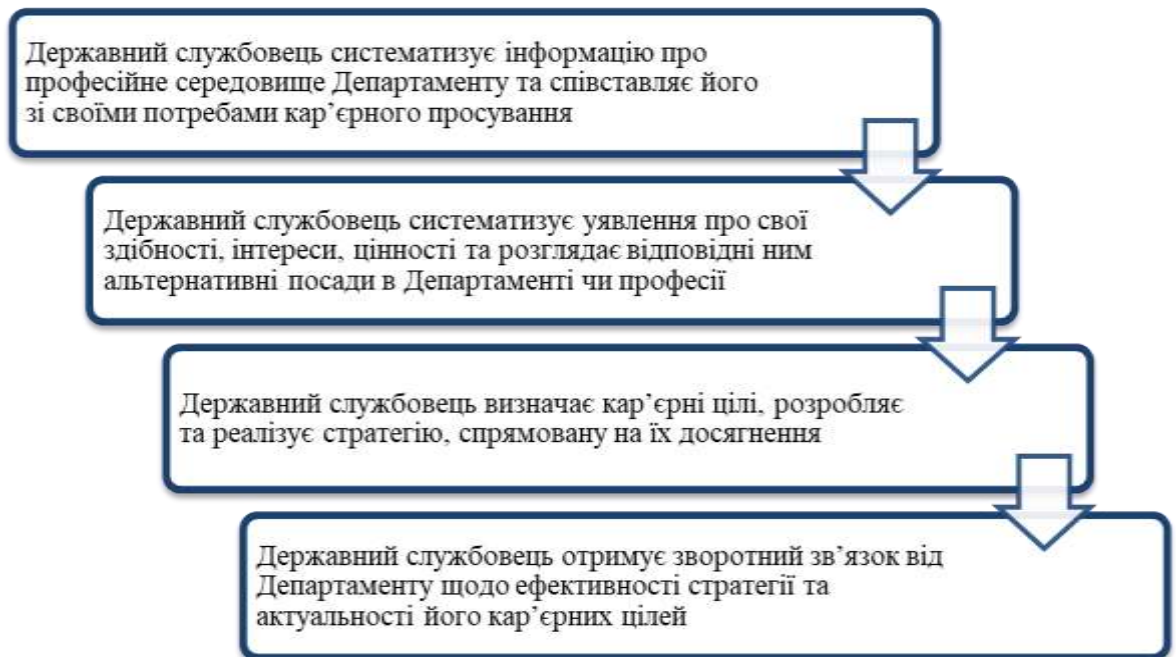 Державний службовець систематизує інформацію про
професійне середовище Департаменту та співставляє його
зі своїми потребами кар’єрного просування
Державний службовець систематизує уявлення про свої
здібності, інтереси, цінності та розглядає відповідні ним
альтернативні посади в Департаменті чи професії
Державний службовець визначає кар’єрні цілі, розробляє
та реалізує стратегію, спрямовану на їх досягнення
Державний службовець отримує зворотний зв’язок від
Департаменту щодо ефективності стратегії та
актуальності його кар’єрних цілей